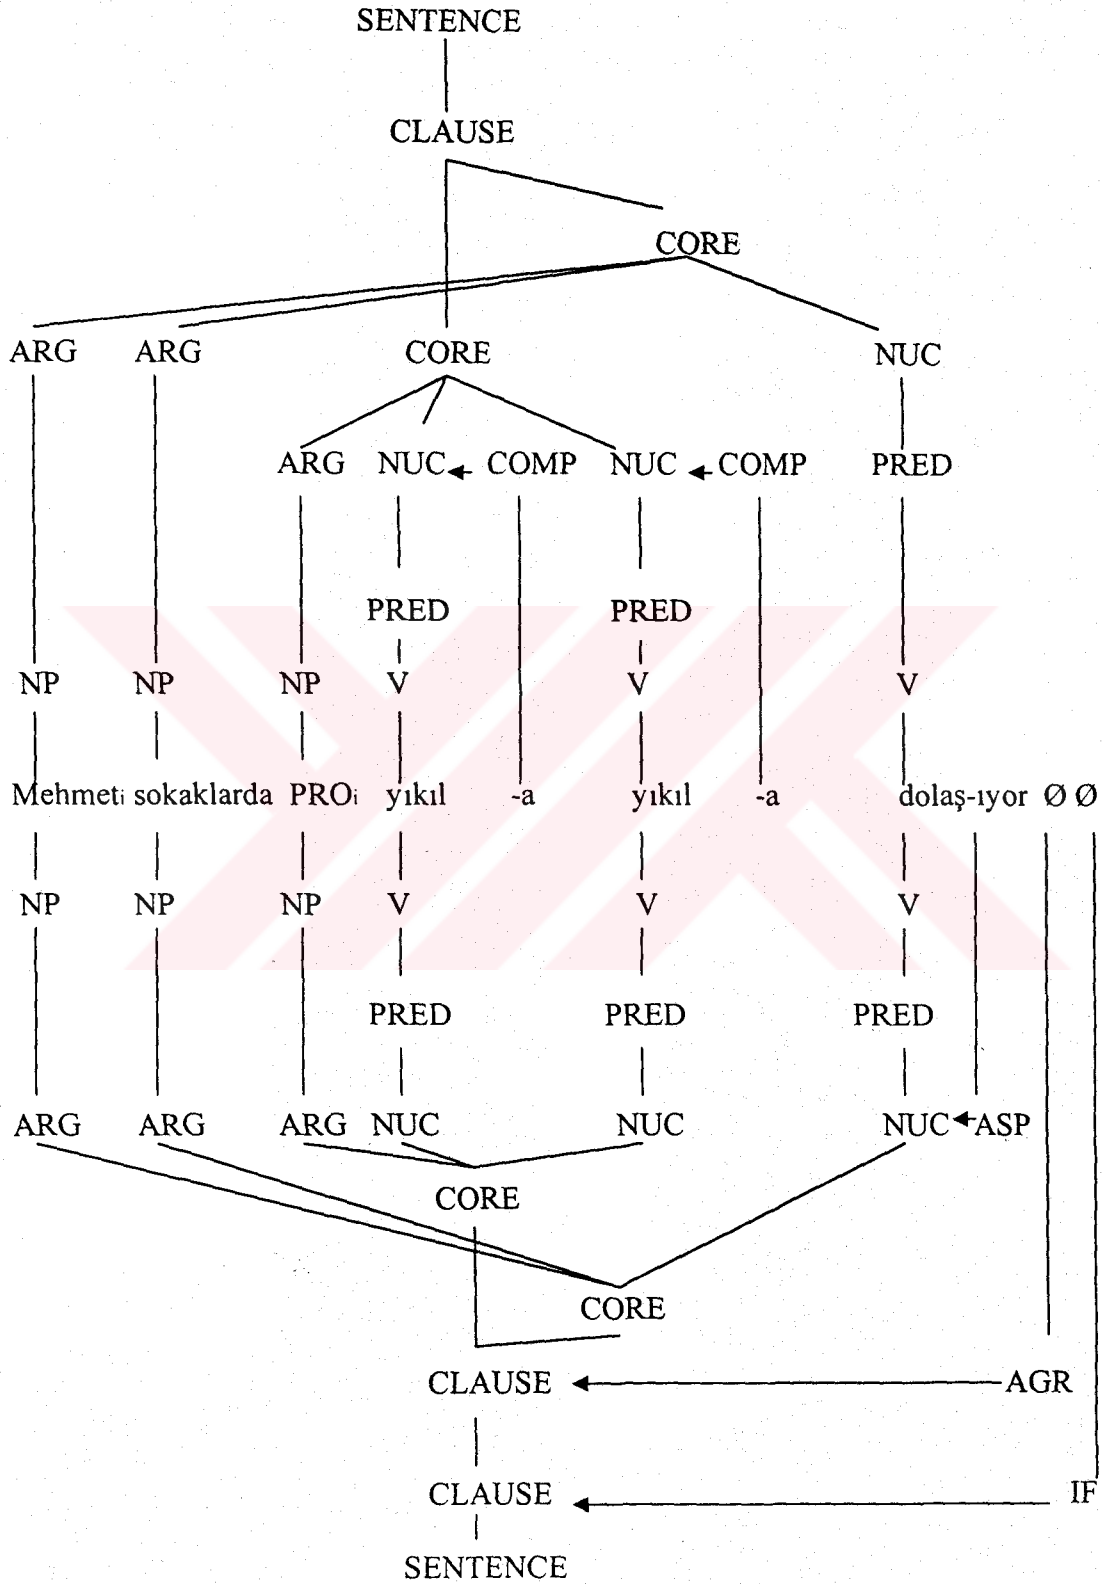 SENTENCE
CLAUSE
CORE
ARG ARG CORE NUC
ARG NUC COMP NUC COMP PRED
PRED PRED
NP NP NP V V V
Mehmeti sokaklarda PROi yıkıl -a yıkıl -a dolaş-ıyor Ø Ø
NP NP NP V V V
PRED PRED PRED
ARG ARG ARG NUC NUC NUC ASP
CORE
CORE
CLAUSE AGR
CLAUSE IF
SENTENCE